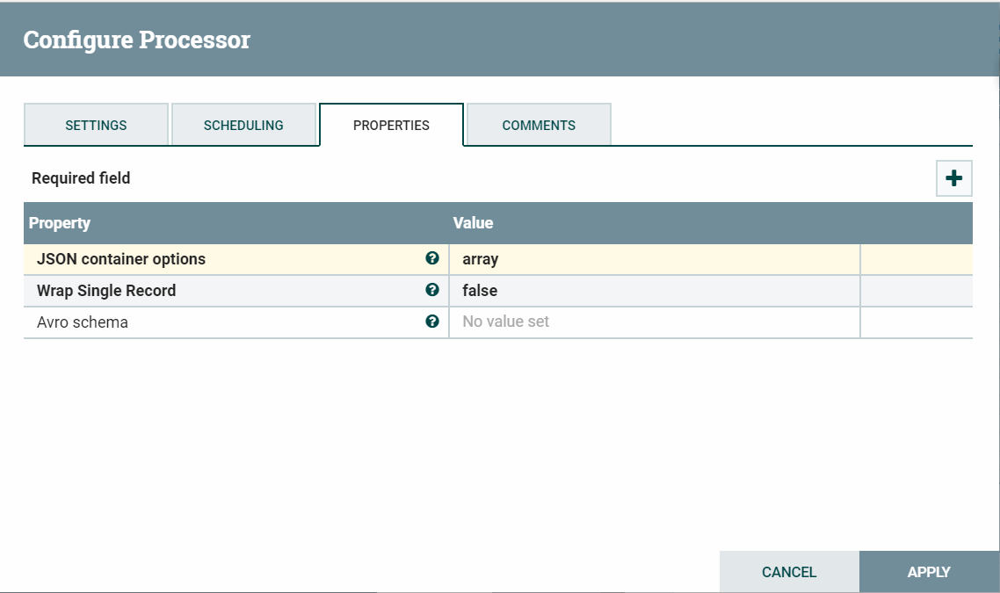 Configure Processor
SETTINGS SCHEDULING PROPERTIES COMMENTS
Required field
Property Value
JSON container options array
Wrap Single Record false
Avro schema No value set
CANCEL APPLY